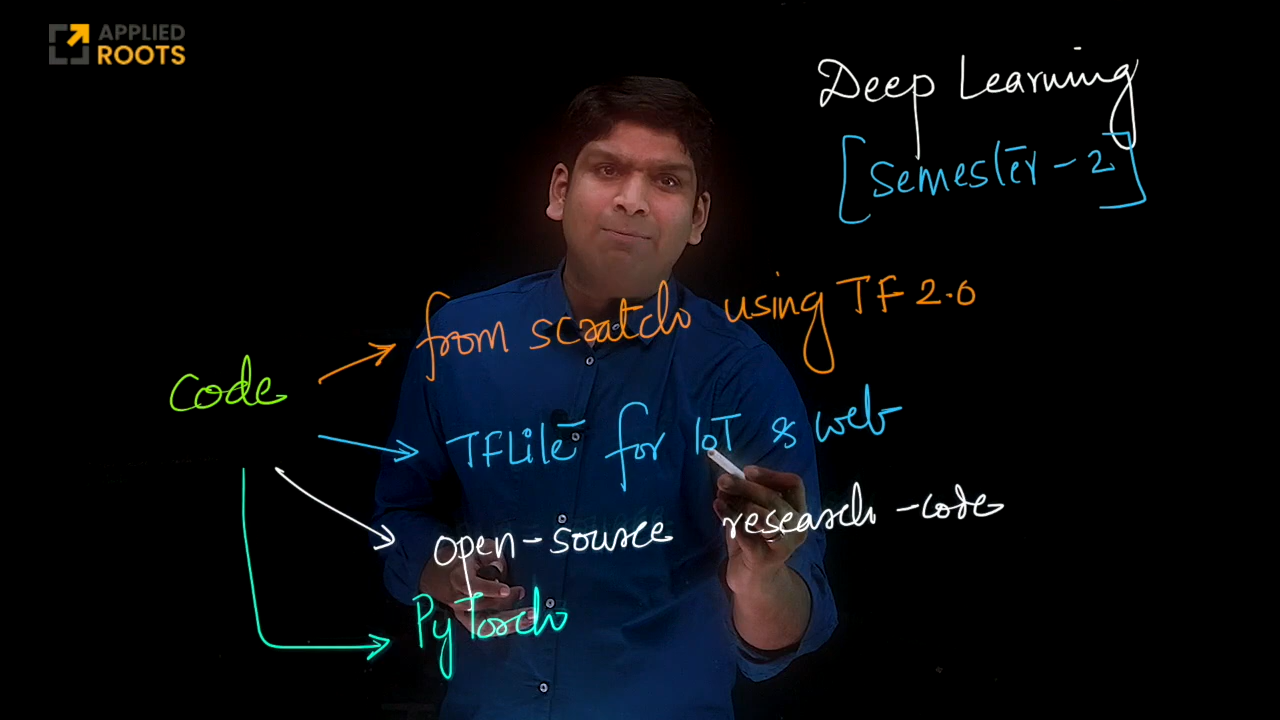 APPLIED
ROOTS
Deep Learning
[Semester-2]
from scratch using TF 2.0
Code
TFLite for IoT & web
open-source research-code
PyTorch